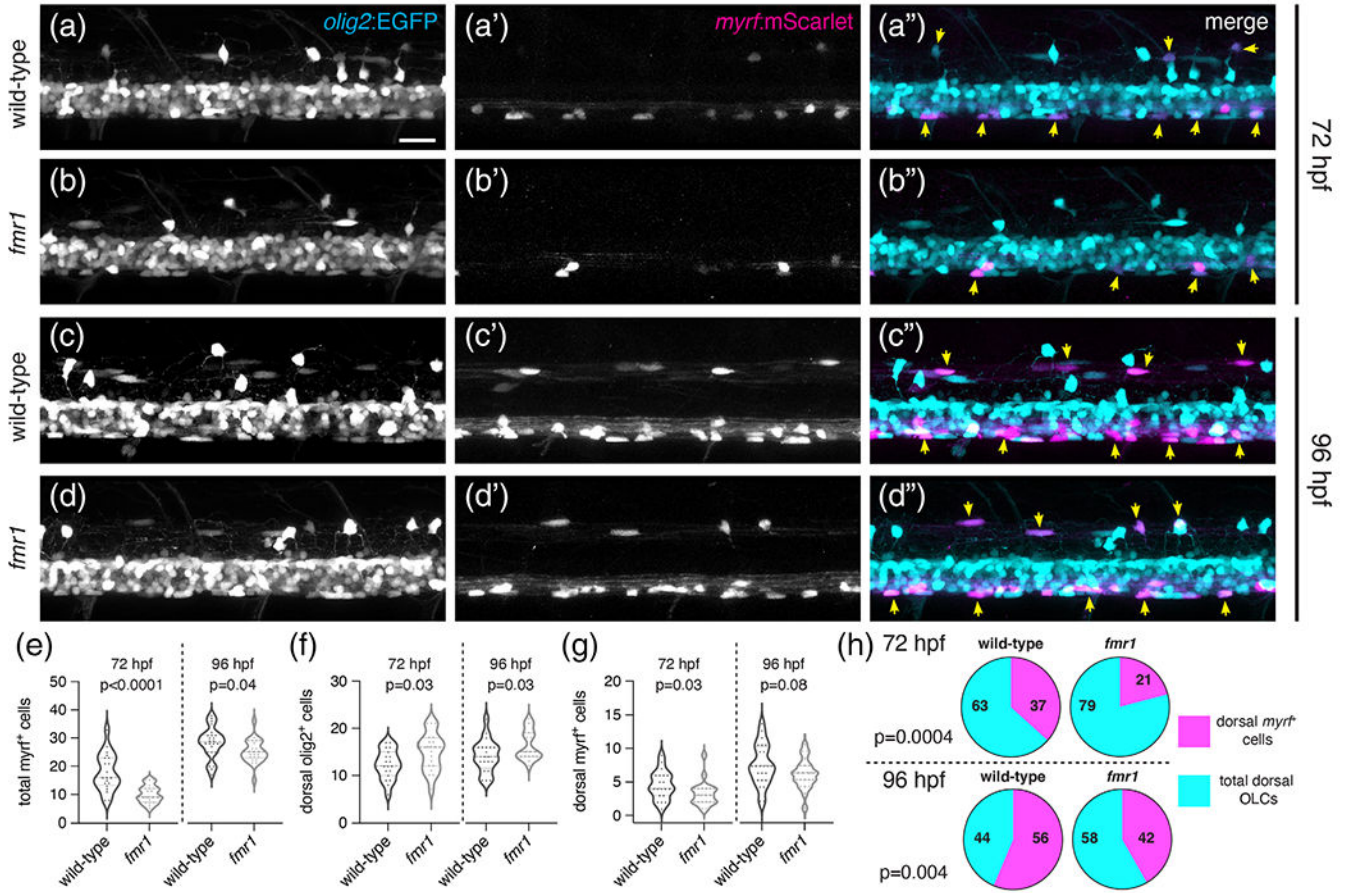 (a)
olig2:EGFP
(a')
myrf:mScarlet
(a'')
merge
wild-type
(b)
(b')
(b'')
fmr1
72 hpf
(c)
(c')
(c'')
wild-type
(d)
(d')
(d'')
fmr1
96 hpf
(e)
72 hpf
p<0.0001
96 hpf
p=0.04
total myrf+ cells
50
40
30
20
10
0
wild-type
fmr1
wild-type
fmr1
(f)
72 hpf
p=0.03
96 hpf
p=0.03
dorsal olig2+ cells
30
20
10
0
wild-type
fmr1
wild-type
fmr1
(g)
72 hpf
p=0.03
96 hpf
p=0.08
dorsal myrf+ cells
20
15
10
5
0
wild-type
fmr1
wild-type
fmr1
(h)
72 hpf
wild-type
fmr1
63
37
79
21
p=0.0004
96 hpf
wild-type
fmr1
44
56
58
42
p=0.004
dorsal myrf+
cells
total dorsal
OLCs